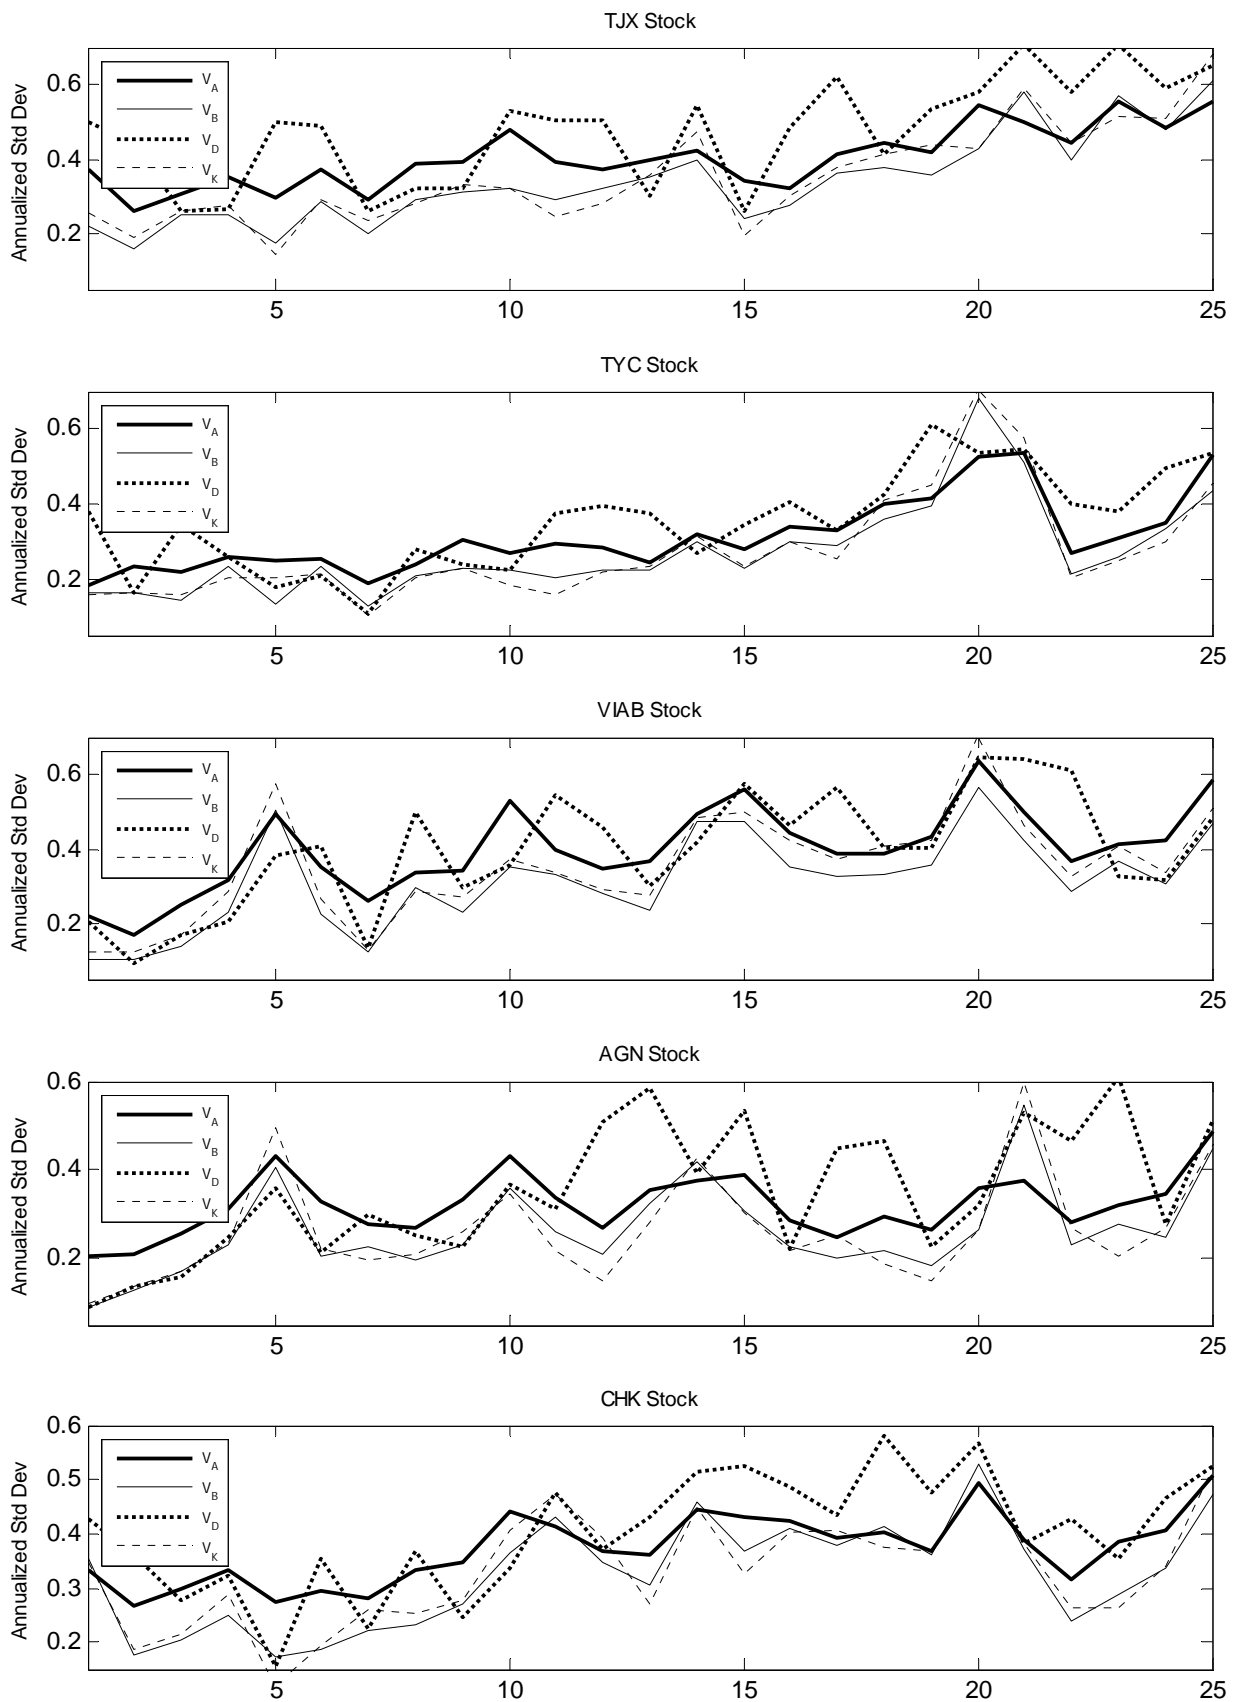 TJX Stock
Annualized Std Dev
0.6
0.4
0.2
V_A
V_B
V_D
V_K
5 10 15 20 25
TYC Stock
Annualized Std Dev
0.6
0.4
0.2
V_A
V_B
V_D
V_K
5 10 15 20 25
VIAB Stock
Annualized Std Dev
0.6
0.4
0.2
V_A
V_B
V_D
V_K
5 10 15 20 25
AGN Stock
Annualized Std Dev
0.6
0.4
0.2
V_A
V_B
V_D
V_K
5 10 15 20 25
CHK Stock
Annualized Std Dev
0.6
0.5
0.4
0.3
0.2
V_A
V_B
V_D
V_K
5 10 15 20 25